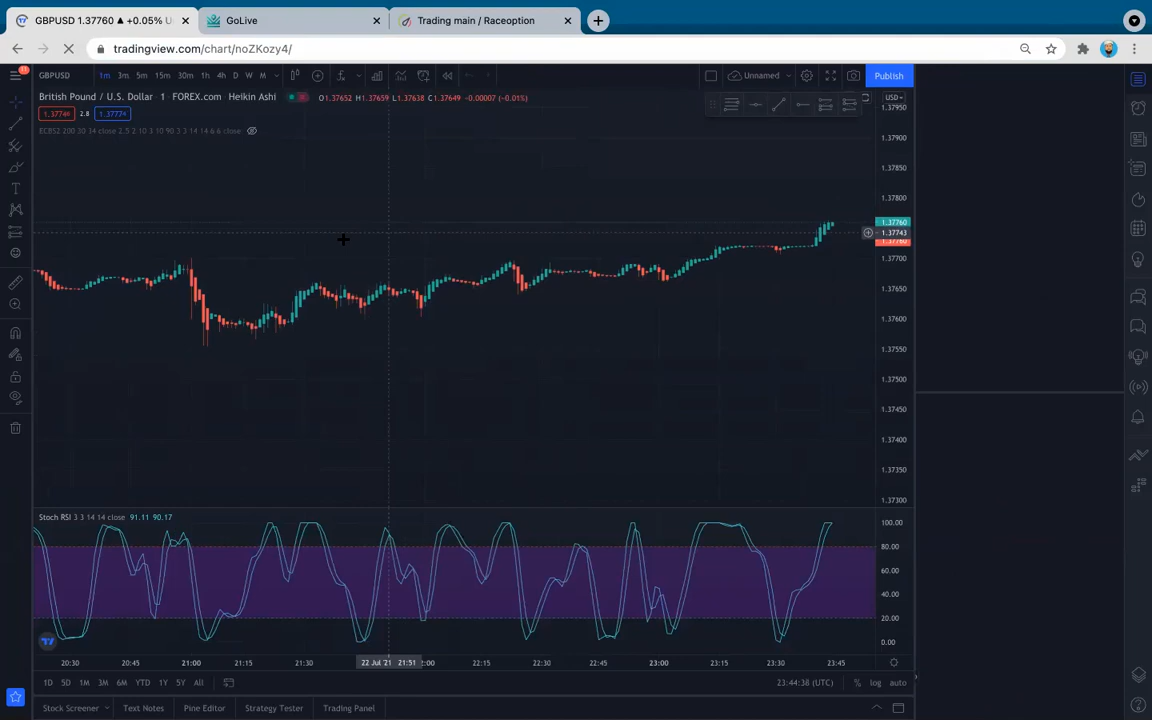 GBPUSD 1.37760 ▲ +0.05% U
GoLive
Trading main / Raceoption
tradingview.com/chart/noZKozy4/
11
GBPUSD 1m 3m 5m 15m 30m 1h 4h D W M Unnamed Publish
British Pound / U.S. Dollar · 1 · FOREX.com · Heikin Ashi O1.37652 H1.37659 L1.37638 C1.37649 -0.00007 (-0.01%)
USD
1.37950
2.8
ECBS2 200 30 34 close 2.5 2 10 3 10 90 3 3 14 14 6 6 close
1.37900
1.37850
1.37800
1.37760
1.37743
1.37760
1.37700
1.37650
1.37600
1.37550
1.37500
1.37450
1.37400
1.37350
1.37300
Stoch RSI 3 3 14 14 close 91.11 90.17
100.00
80.00
60.00
40.00
20.00
0.00
20:30 20:45 21:00 21:15 21:30 22 Jul '21 21:51 :00 22:15 22:30 22:45 23:00 23:15 23:30 23:45
1D 5D 1M 3M 6M YTD 1Y 5Y All 23:44:38 (UTC) % log auto
Stock Screener Text Notes Pine Editor Strategy Tester Trading Panel